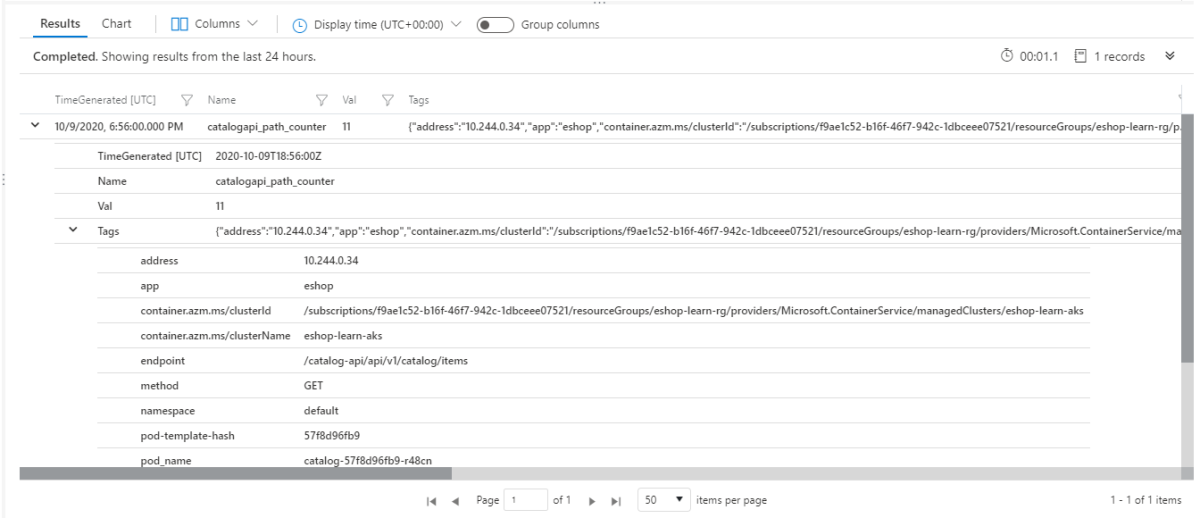 Results Chart Columns Display time (UTC+00:00) Group columns
Completed. Showing results from the last 24 hours. 00:01.1 1 records
TimeGenerated [UTC] Name Val Tags
10/9/2020, 6:56:00.000 PM catalogapi_path_counter 11 {"address":"10.244.0.34","app":"eshop","container.azm.ms/clusterId":"/subscriptions/f9ae1c52-b16f-46f7-942c-1dbceee07521/resourceGroups/eshop-learn-rg/p...
TimeGenerated [UTC] 2020-10-09T18:56:00Z
Name catalogapi_path_counter
Val 11
Tags {"address":"10.244.0.34","app":"eshop","container.azm.ms/clusterId":"/subscriptions/f9ae1c52-b16f-46f7-942c-1dbceee07521/resourceGroups/eshop-learn-rg/providers/Microsoft.ContainerService/ma
address 10.244.0.34
app eshop
container.azm.ms/clusterId /subscriptions/f9ae1c52-b16f-46f7-942c-1dbceee07521/resourceGroups/eshop-learn-rg/providers/Microsoft.ContainerService/managedClusters/eshop-learn-aks
container.azm.ms/clusterName eshop-learn-aks
endpoint /catalog-api/api/v1/catalog/items
method GET
namespace default
pod-template-hash 57f8d96fb9
pod_name catalog-57f8d96fb9-r48cn
Page 1 of 1 50 items per page 1 - 1 of 1 items